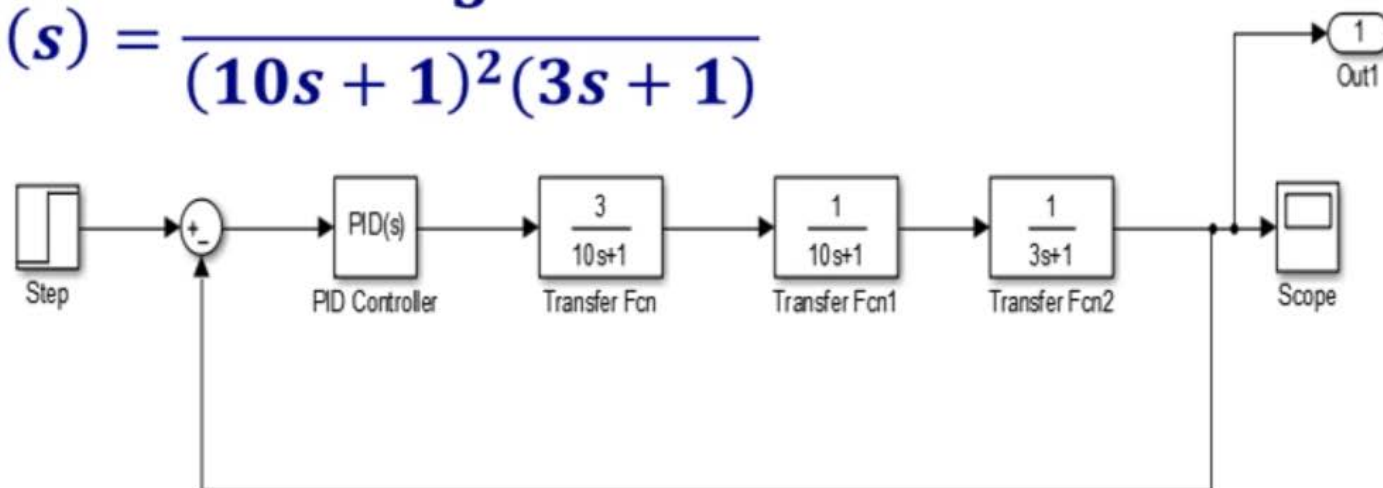 (s) = 
(10s + 1)²(3s + 1)
1
Out1
Step
+
−
PID(s)
PID Controller
3
10s+1
Transfer Fcn
1
10s+1
Transfer Fcn1
1
3s+1
Transfer Fcn2
Scope